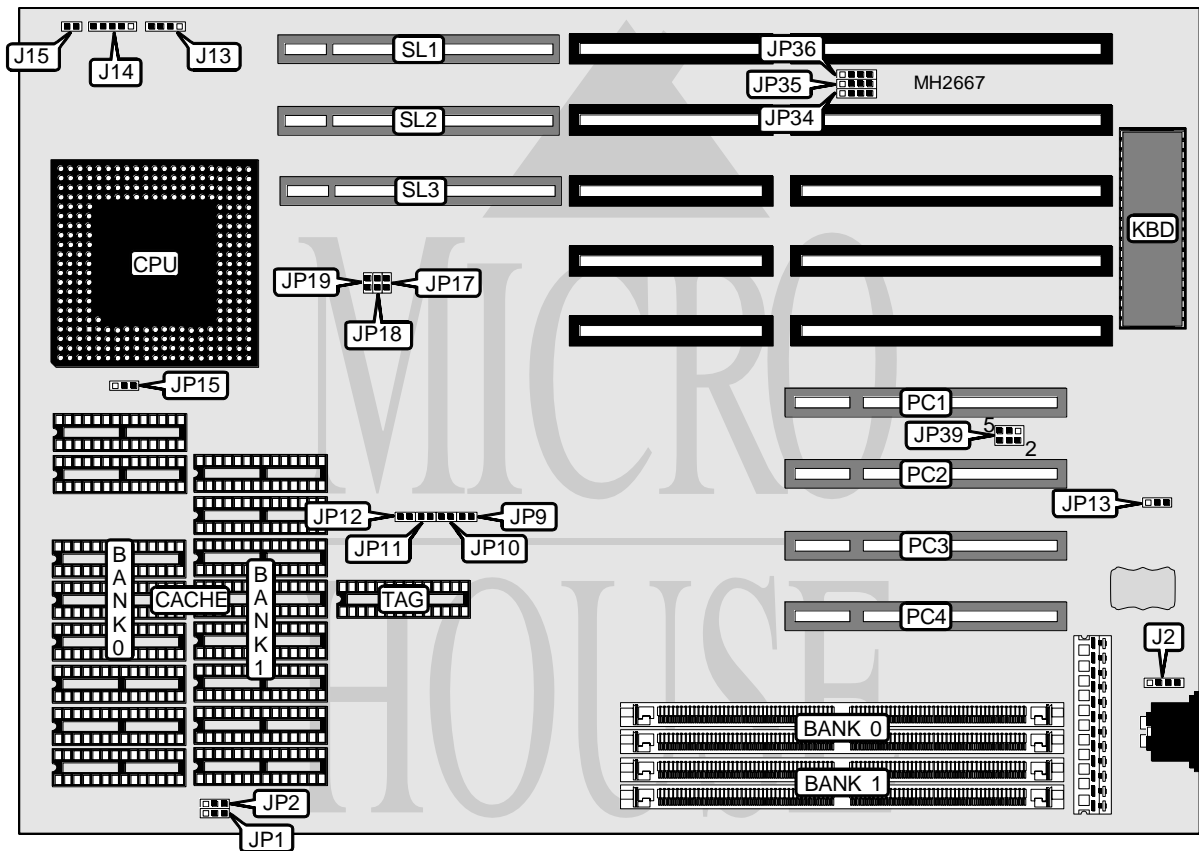 J15
J14
J13
SL1
JP36
JP35
MH2667
JP34
SL2
SL3
KBD
CPU
JP19
JP17
JP18
JP15
PC1
JP39
5
2
PC2
JP13
JP12
JP9
JP11
JP10
PC3
BANK0
CACHE
BANK1
TAG
PC4
J2
BANK 0
BANK 1
JP2
JP1
MICRO
HOUSE